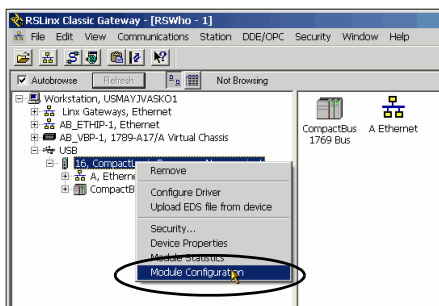 RSLinx Classic Gateway - [RSWho - 1]
File Edit View Communications Station DDE/OPC Security Window Help
Autobrowse Refresh Not Browsing
Workstation, USMAYJVASKO1
Linx Gateways, Ethernet
AB_ETHIP-1, Ethernet
AB_VBP-1, 1789-A17/A Virtual Chassis
USB
16,
A, Ethern
CompactB
Remove
Configure Driver
Upload EDS file from device
Security...
Device Properties
Module Statistics
Module Configuration
CompactBus
1769 Bus
A Ethernet